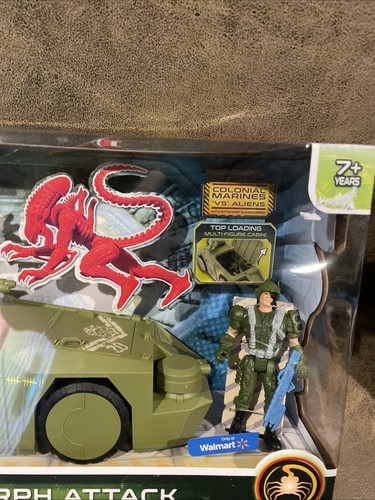 7+
YEARS
COLONIAL
MARINES
"VS" ALIENS
TOP LOADING
MULTI-FIGURE CABIN!
Only at
Walmart
RPH ATTACK